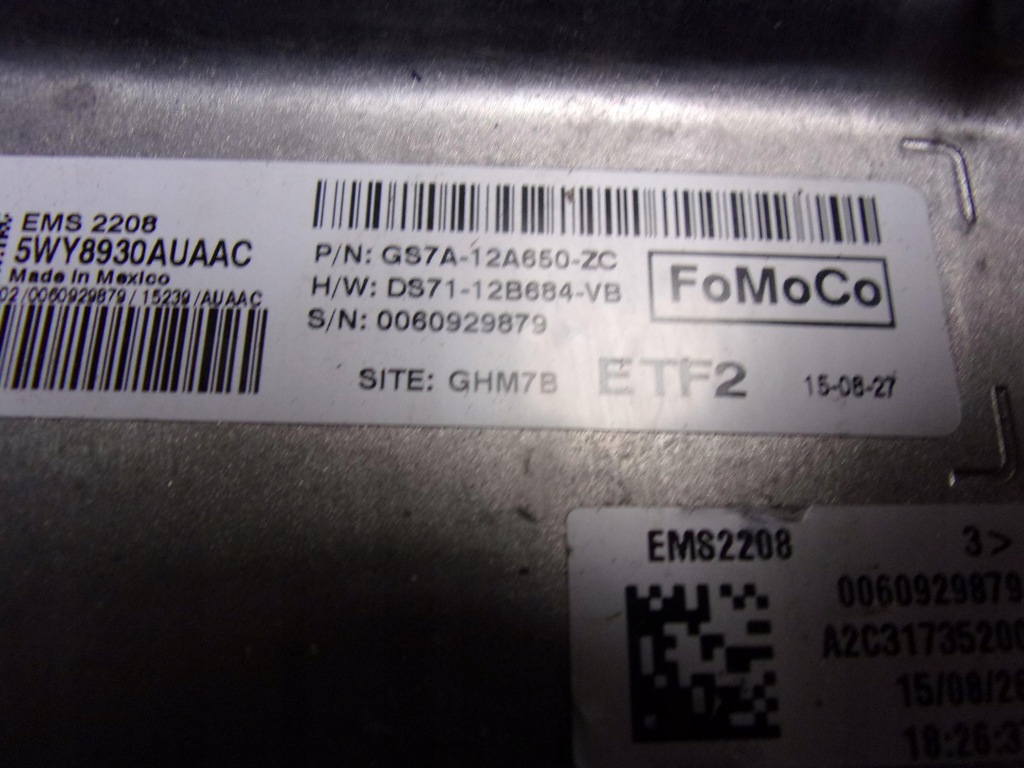 EMS 2208
5WY8930AUAAC
Made in Mexico
02/0060929879/15239/AUAAC
P/N: GS7A-12A650-ZC
H/W: DS71-12B684-VB
S/N: 0060929879
FoMoCo
SITE: GHM7B ETF2 15-08-27
EMS2208 3>
0060929879
A2C3173520
15/08/26
18:26:3